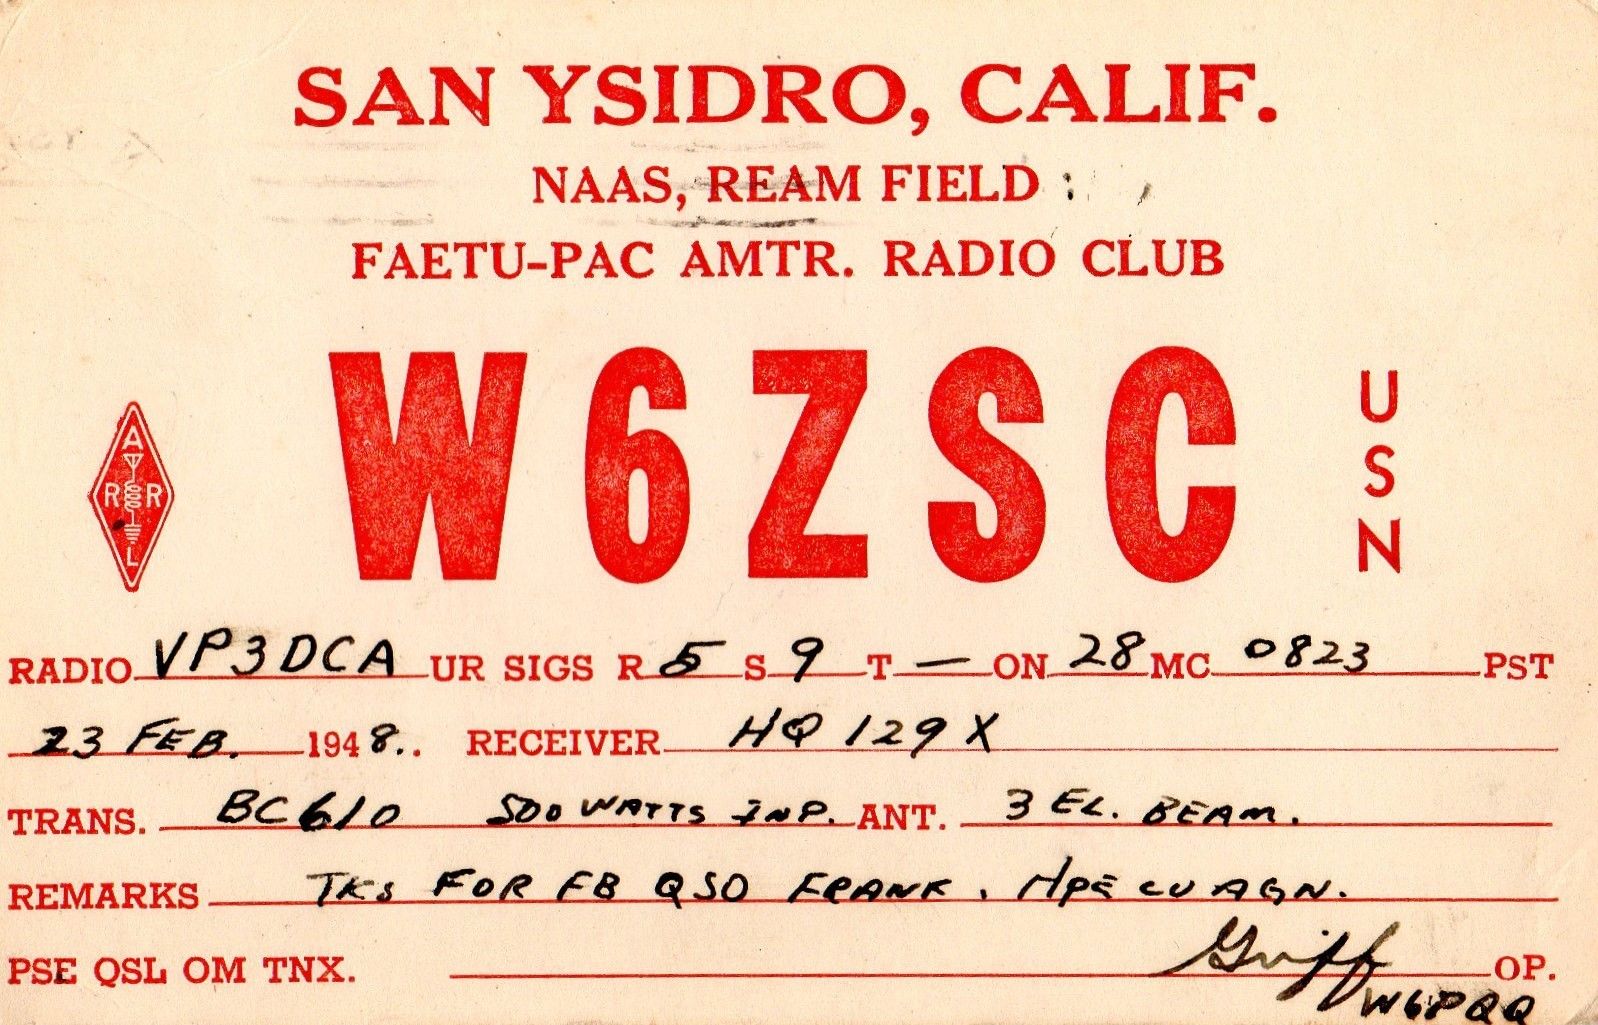 SAN YSIDRO, CALIF.
NAAS, REAM FIELD
FAETU-PAC AMTR. RADIO CLUB
W6ZSC
USN
ARRL
RADIO VP3DCA UR SIGS R 5 S 9 T — ON 28 MC 0823 PST
23 FEB. 1948.. RECEIVER HQ 129 X
TRANS. BC610 500 WATTS INP. ANT. 3 EL. BEAM.
REMARKS TKS FOR FB QSO FRANK. HPE CU AGN.
PSE QSL OM TNX. Griff OP.
W6PQQ